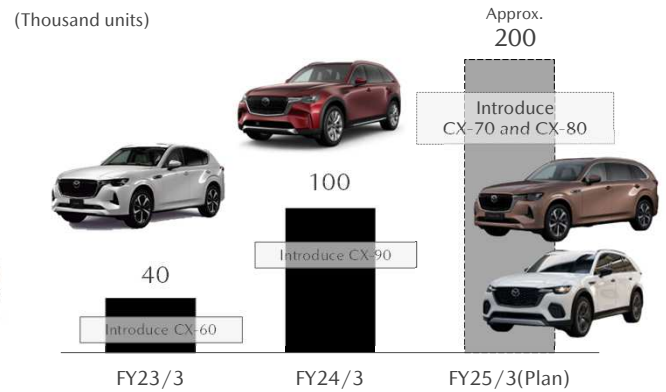 (Thousand units)
Approx.
200
Introduce
CX-70 and CX-80
100
Introduce CX-90
40
Introduce CX-60
FY23/3
FY24/3
FY25/3(Plan)